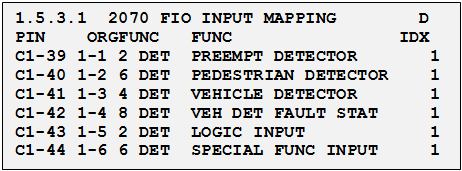 1.5.3.1 2070 FIO INPUT MAPPING D
PIN ORGFUNC FUNC IDX
C1-39 1-1 2 DET PREEMPT DETECTOR 1
C1-40 1-2 6 DET PEDESTRIAN DETECTOR 1
C1-41 1-3 4 DET VEHICLE DETECTOR 1
C1-42 1-4 8 DET VEH DET FAULT STAT 1
C1-43 1-5 2 DET LOGIC INPUT 1
C1-44 1-6 6 DET SPECIAL FUNC INPUT 1